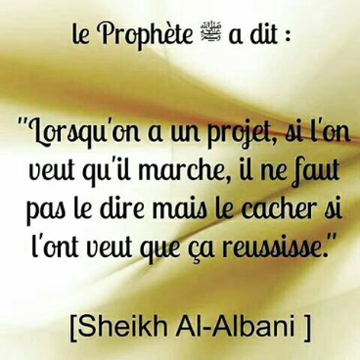 le Prophète ﷺ a dit :
"Lorsqu'on a un projet, si l'on
veut qu'il marche, il ne faut
pas le dire mais le cacher si
l'ont veut que ça reussisse."
[Sheikh Al-Albani ]